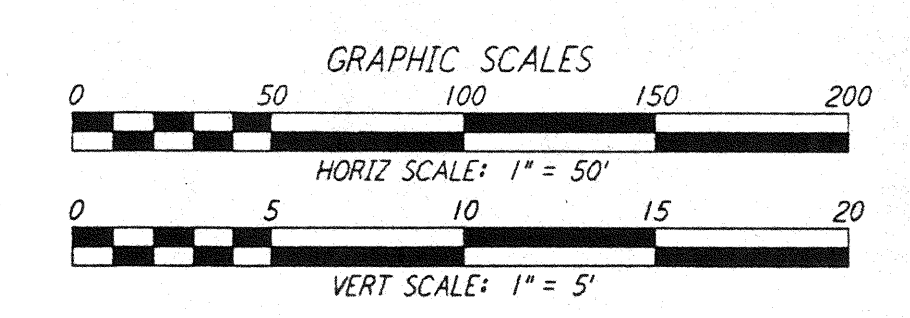 GRAPHIC SCALES
0 50 100 150 200
HORIZ SCALE: 1" = 50'
0 5 10 15 20
VERT SCALE: 1" = 5'